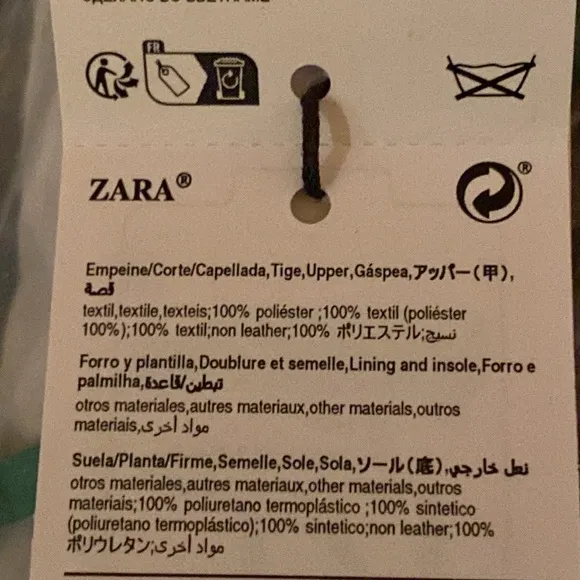 FR
ZARA®
®
Empeine/Corte/Capellada,Tige,Upper,Gáspea,アッパー(甲),
قصة
textil,textile,texteis;100% poliéster ;100% textil (poliéster
100%);100% textil;non leather;100% ポリエステル;نسيج
Forro y plantilla,Doublure et semelle,Lining and insole,Forro e
palmilha,تبطين/قاعدة
otros materiales,autres materiaux,other materials,outros
materiais,مواد أخرى
Suela/Planta/Firme,Semelle,Sole,Sola,ソール(底),نعل خارجي
otros materiales,autres materiaux,other materials,outros
materiais;100% poliuretano termoplástico ;100% sintetico
(poliuretano termoplástico);100% sintetico;non leather;100%
ポリウレタン;مواد أخرى